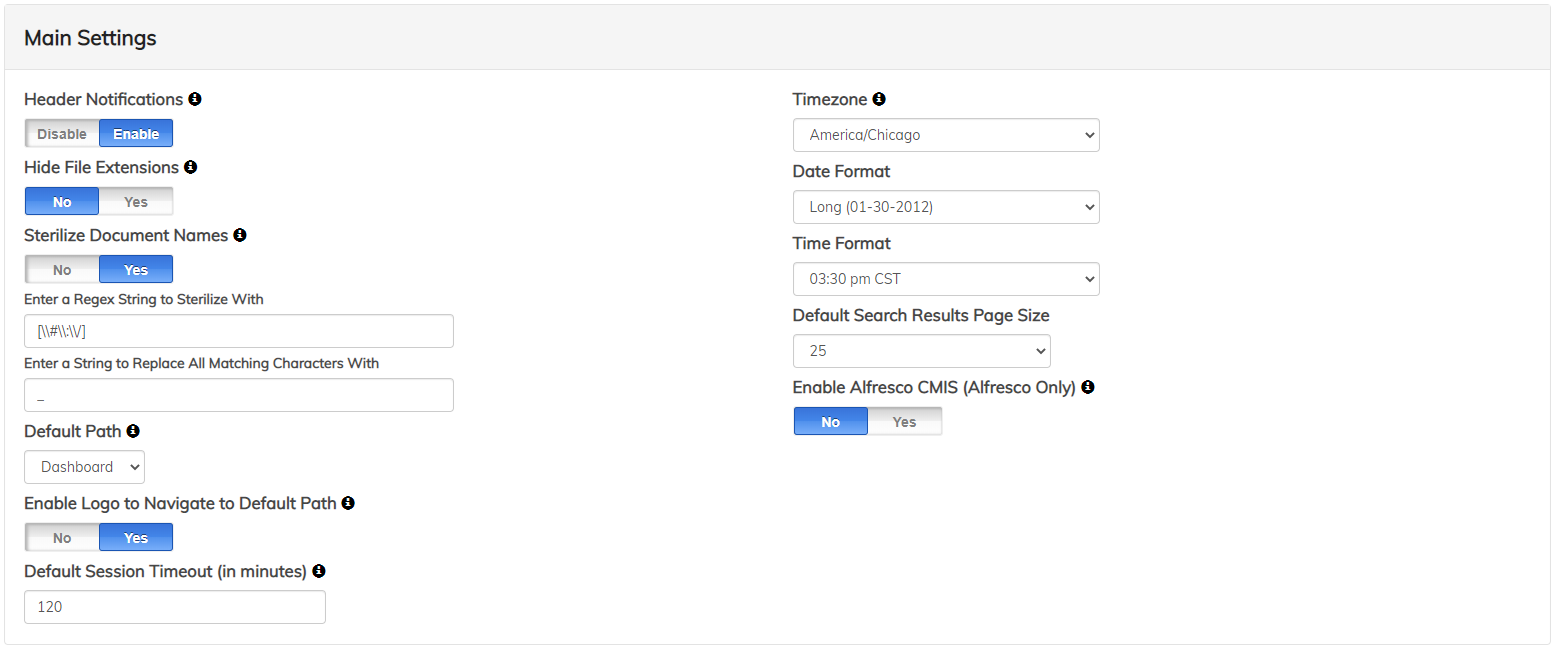 Main Settings
Header Notifications
Disable Enable
Hide File Extensions
No Yes
Sterilize Document Names
No Yes
Enter a Regex String to Sterilize With
[\\#\\:\\/]
Enter a String to Replace All Matching Characters With
_
Default Path
Dashboard
Enable Logo to Navigate to Default Path
No Yes
Default Session Timeout (in minutes)
120
Timezone
America/Chicago
Date Format
Long (01-30-2012)
Time Format
03:30 pm CST
Default Search Results Page Size
25
Enable Alfresco CMIS (Alfresco Only)
No Yes